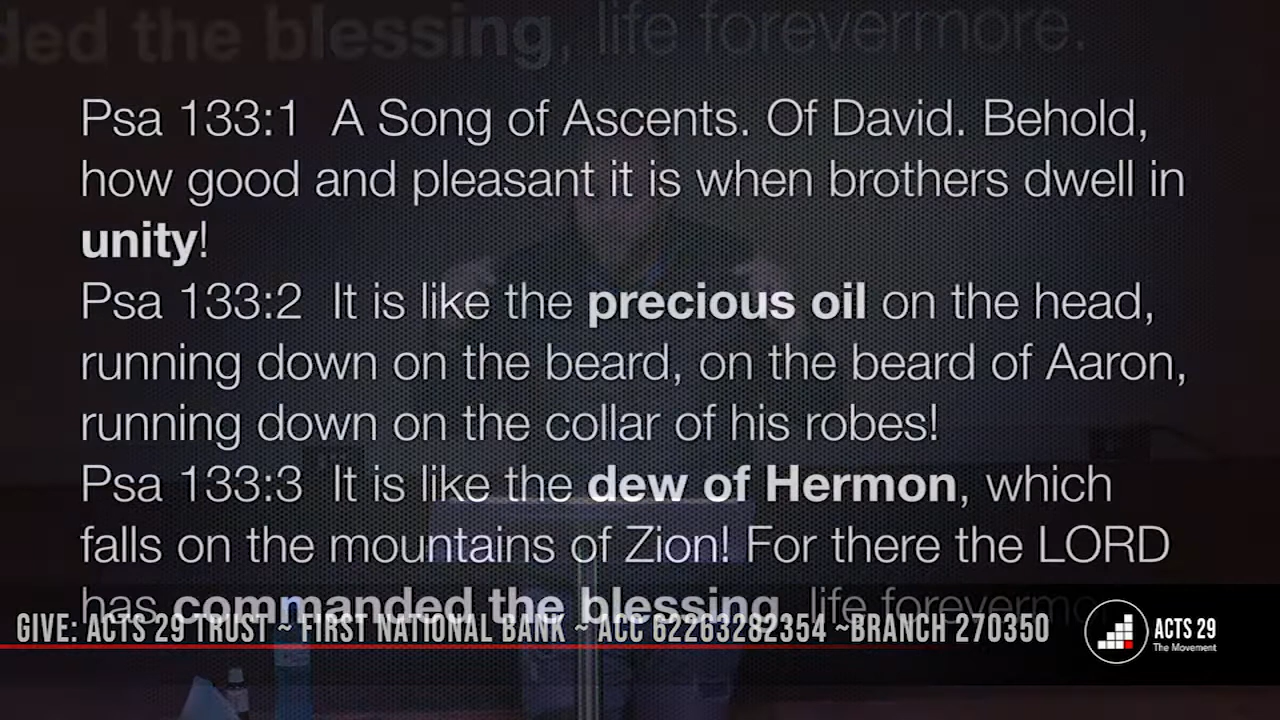 ded the blessing, life forevermore.
Psa 133:1 A Song of Ascents. Of David. Behold,
how good and pleasant it is when brothers dwell in
unity!
Psa 133:2 It is like the precious oil on the head,
running down on the beard, on the beard of Aaron,
running down on the collar of his robes!
Psa 133:3 It is like the dew of Hermon, which
falls on the mountains of Zion! For there the LORD
has commanded the blessing, life forevermo
GIVE: ACTS 29 TRUST ~ FIRST NATIONAL BANK ~ ACC 62263282354 ~BRANCH 270350
ACTS 29
The Movement